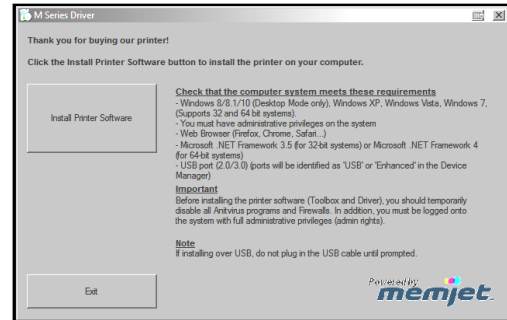 M Series Driver
Thank you for buying our printer!
Click the Install Printer Software button to install the printer on your computer.
Install Printer Software
Check that the computer system meets these requirements
- Windows 8/8.1/10 (Desktop Mode only), Windows XP, Windows Vista, Windows 7,
(Supports 32 and 64 bit systems).
- You must have administrative privileges on the system
- Web Browser (Firefox, Chrome, Safari...)
- Microsoft .NET Framework 3.5 (for 32-bit systems) or Microsoft .NET Framework 4
(for 64-bit systems)
- USB port (2.0/3.0) (ports will be identified as 'USB' or 'Enhanced' in the Device
Manager)
Important
Before installing the printer software (Toolbox and Driver), you should temporarily
disable all Anitvirus programs and Firewalls. In addition, you must be logged onto
the system with full administrative privileges (admin rights).
Note
If installing over USB, do not plug in the USB cable until prompted.
Exit
Powered by
memjet.